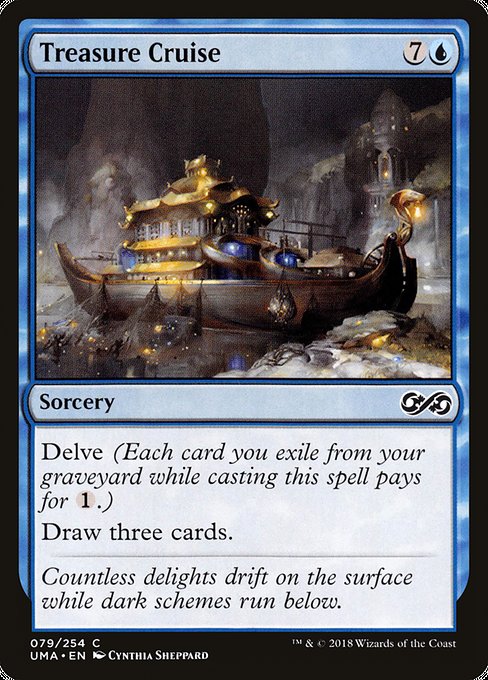 Treasure Cruise 7
Sorcery
Delve (Each card you exile from your
graveyard while casting this spell pays
for 1.)
Draw three cards.
Countless delights drift on the surface
while dark schemes run below.
079/254 C
UMA • EN Cynthia Sheppard
™ & © 2018 Wizards of the Coast